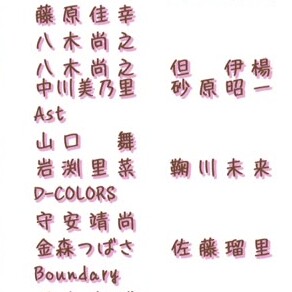 藤原佳幸
八木尚之
八木尚之 但 伊楊
中川美乃里 砂原昭一
Ast
山口 舞
岩渕里菜 鞠川未来
D-COLORS
守安靖尚
金森つばさ 佐藤瑠里
Boundary